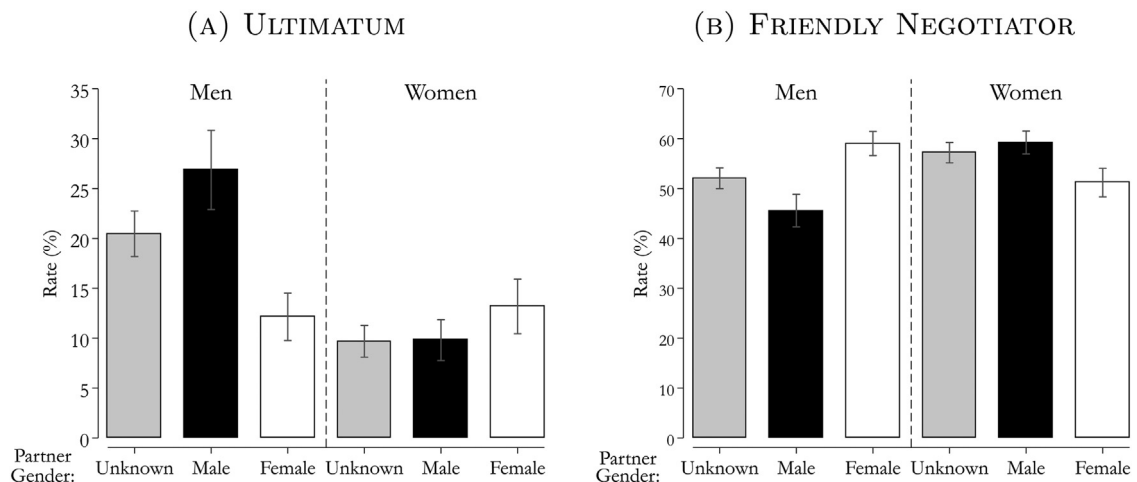 (A) ULTIMATUM
35
30
25
20
15
10
5
0
Rate (%)
Men
Women
Partner
Gender:
Unknown Male Female Unknown Male Female
(B) FRIENDLY NEGOTIATOR
70
60
50
40
30
20
10
0
Rate (%)
Men
Women
Partner
Gender:
Unknown Male Female Unknown Male Female